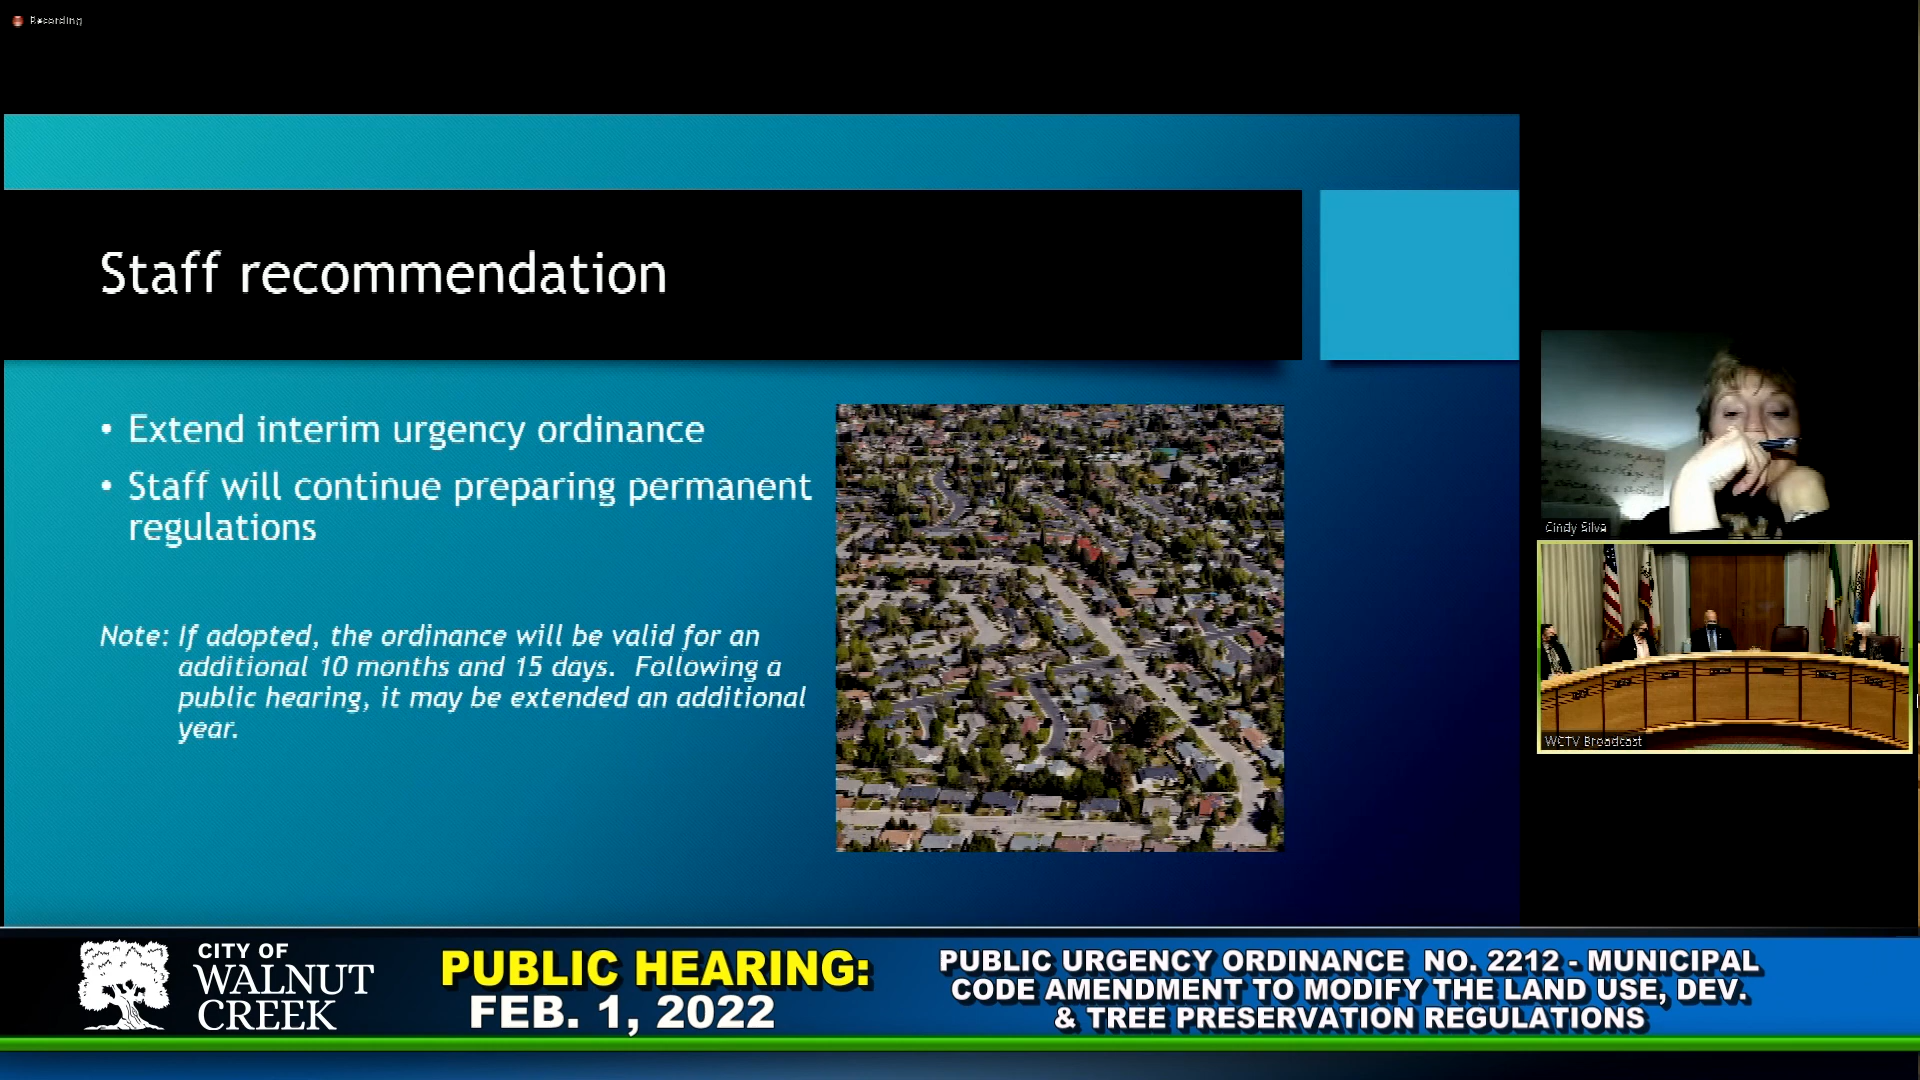 Recording
Staff recommendation
• Extend interim urgency ordinance
• Staff will continue preparing permanent
regulations
Note: If adopted, the ordinance will be valid for an
additional 10 months and 15 days. Following a
public hearing, it may be extended an additional
year.
Cindy Silva
WCTV Broadcast
CITY OF
WALNUT
CREEK
PUBLIC HEARING:
FEB. 1, 2022
PUBLIC URGENCY ORDINANCE NO. 2212 - MUNICIPAL
CODE AMENDMENT TO MODIFY THE LAND USE, DEV.
& TREE PRESERVATION REGULATIONS